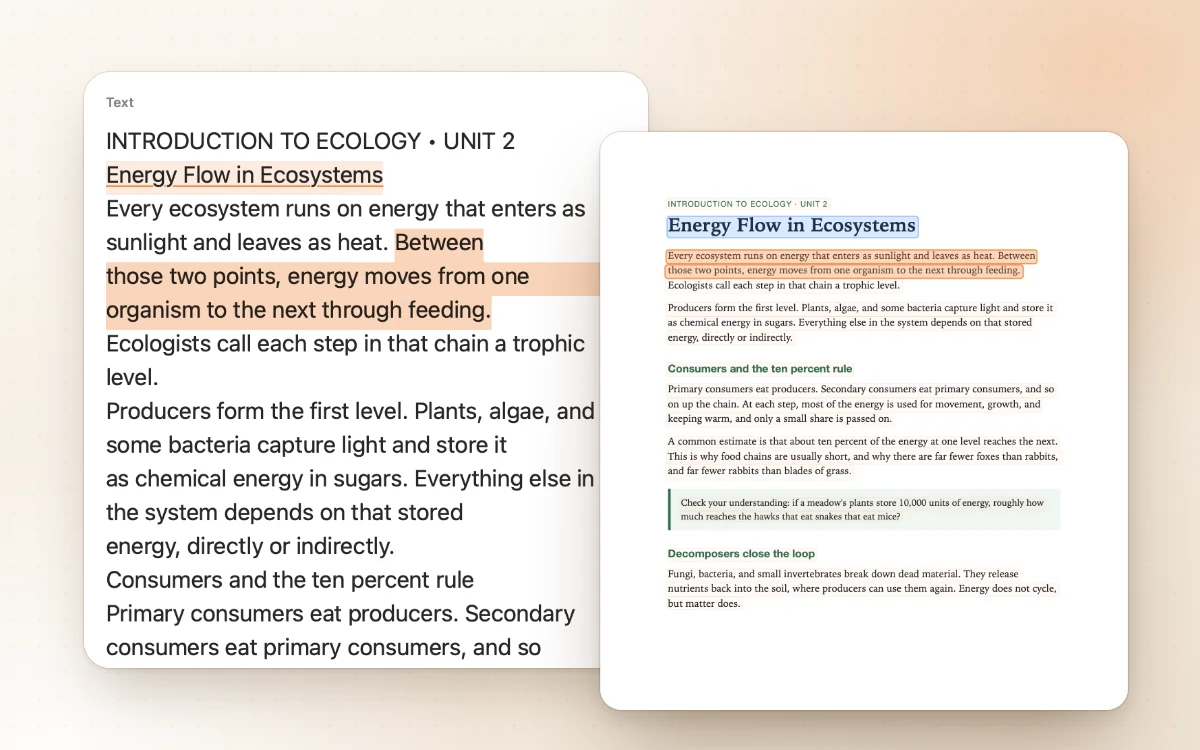 Text
INTRODUCTION TO ECOLOGY • UNIT 2
Energy Flow in Ecosystems
Every ecosystem runs on energy that enters as
sunlight and leaves as heat. Between
those two points, energy moves from one
organism to the next through feeding.
Ecologists call each step in that chain a trophic
level.
Producers form the first level. Plants, algae, and
some bacteria capture light and store it
as chemical energy in sugars. Everything else in
the system depends on that stored
energy, directly or indirectly.
Consumers and the ten percent rule
Primary consumers eat producers. Secondary
consumers eat primary consumers, and so
INTRODUCTION TO ECOLOGY · UNIT 2
Energy Flow in Ecosystems
Every ecosystem runs on energy that enters as sunlight and leaves as heat. Between
those two points, energy moves from one organism to the next through feeding.
Ecologists call each step in that chain a trophic level.
Producers form the first level. Plants, algae, and some bacteria capture light and store it
as chemical energy in sugars. Everything else in the system depends on that stored
energy, directly or indirectly.
Consumers and the ten percent rule
Primary consumers eat producers. Secondary consumers eat primary consumers, and so
on up the chain. At each step, most of the energy is used for movement, growth, and
keeping warm, and only a small share is passed on.
A common estimate is that about ten percent of the energy at one level reaches the next.
This is why food chains are usually short, and why there are far fewer foxes than rabbits,
and far fewer rabbits than blades of grass.
Check your understanding: if a meadow's plants store 10,000 units of energy, roughly how
much reaches the hawks that eat snakes that eat mice?
Decomposers close the loop
Fungi, bacteria, and small invertebrates break down dead material. They release
nutrients back into the soil, where producers can use them again. Energy does not cycle,
but matter does.